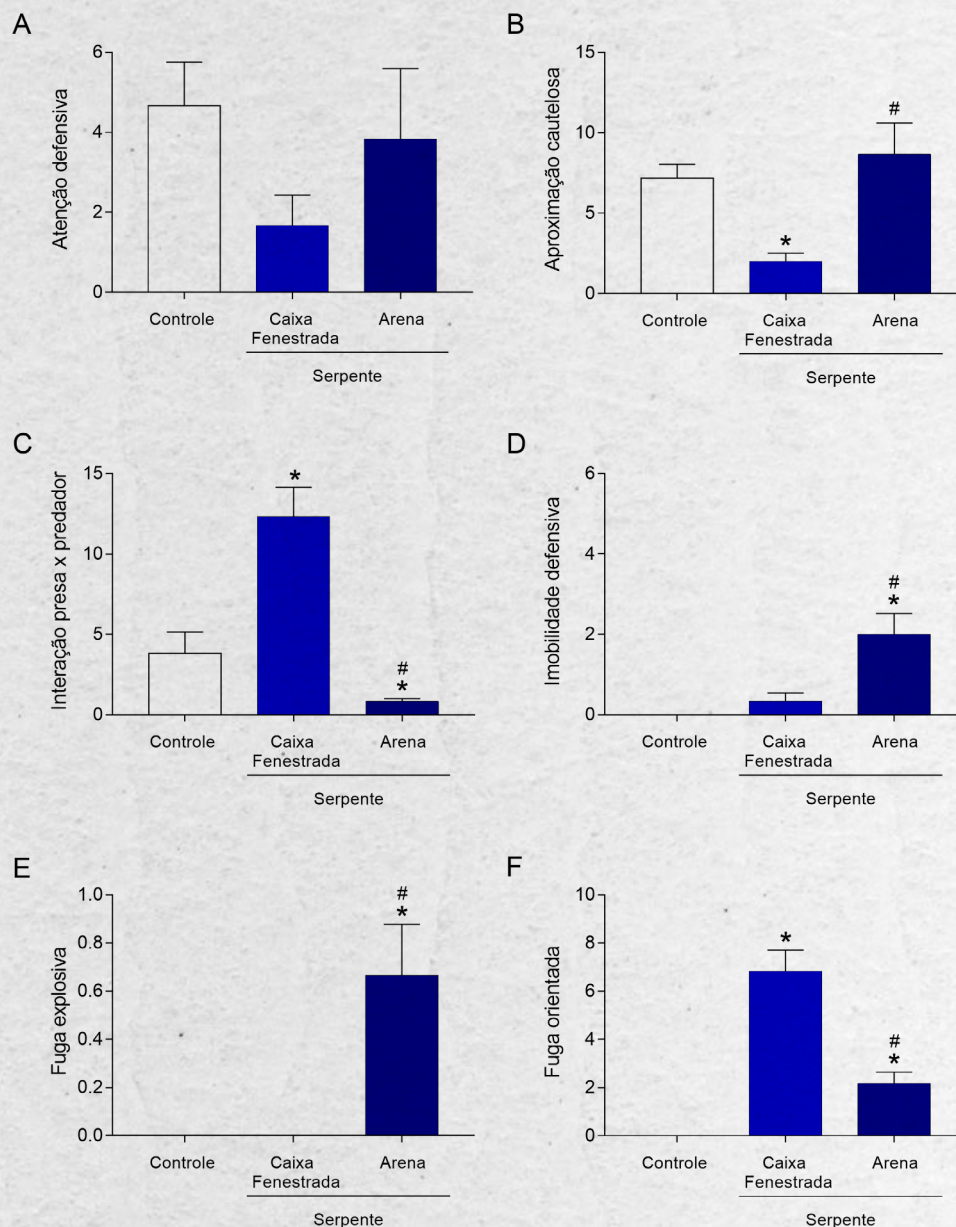 A
Atenção defensiva
6
4
2
0
Controle
Caixa
Fenestrada
Arena
Serpente
B
Aproximação cautelosa
15
10
5
0
*
#
Controle
Caixa
Fenestrada
Arena
Serpente
C
Interação presa x predador
15
10
5
0
*
#
*
Controle
Caixa
Fenestrada
Arena
Serpente
D
Imobilidade defensiva
6
4
2
0
#
*
Controle
Caixa
Fenestrada
Arena
Serpente
E
Fuga explosiva
1.0
0.8
0.6
0.4
0.2
0.0
#
*
Controle
Caixa
Fenestrada
Arena
Serpente
F
Fuga orientada
10
8
6
4
2
0
*
#
*
Controle
Caixa
Fenestrada
Arena
Serpente